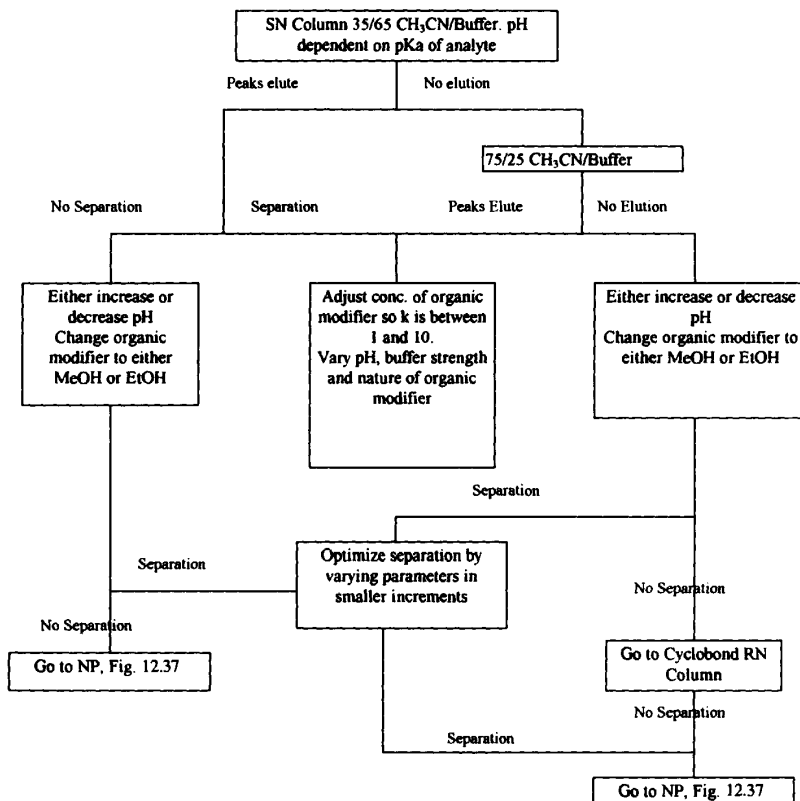 SN Column 35/65 CH₃CN/Buffer. pH
dependent on pKa of analyte
Peaks elute
No elution
75/25 CH₃CN/Buffer
No Separation
Separation
Peaks Elute
No Elution
Either increase or
decrease pH
Change organic
modifier to either
MeOH or EtOH
Adjust conc. of organic
modifier so k is between
1 and 10.
Vary pH, buffer strength
and nature of organic
modifier
Either increase or decrease
pH
Change organic modifier to
either MeOH or EtOH
Separation
Optimize separation by
varying parameters in
smaller increments
Separation
No Separation
No Separation
Go to NP, Fig. 12.37
Go to Cyclobond RN
Column
No Separation
Separation
Go to NP, Fig. 12.37